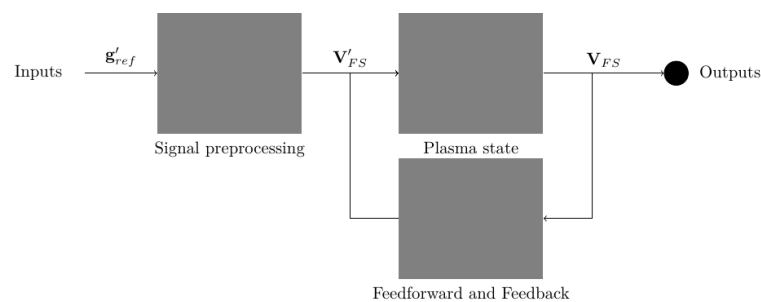 g′ref
V′FS
VFS
Inputs
Outputs
Signal preprocessing
Plasma state
Feedforward and Feedback